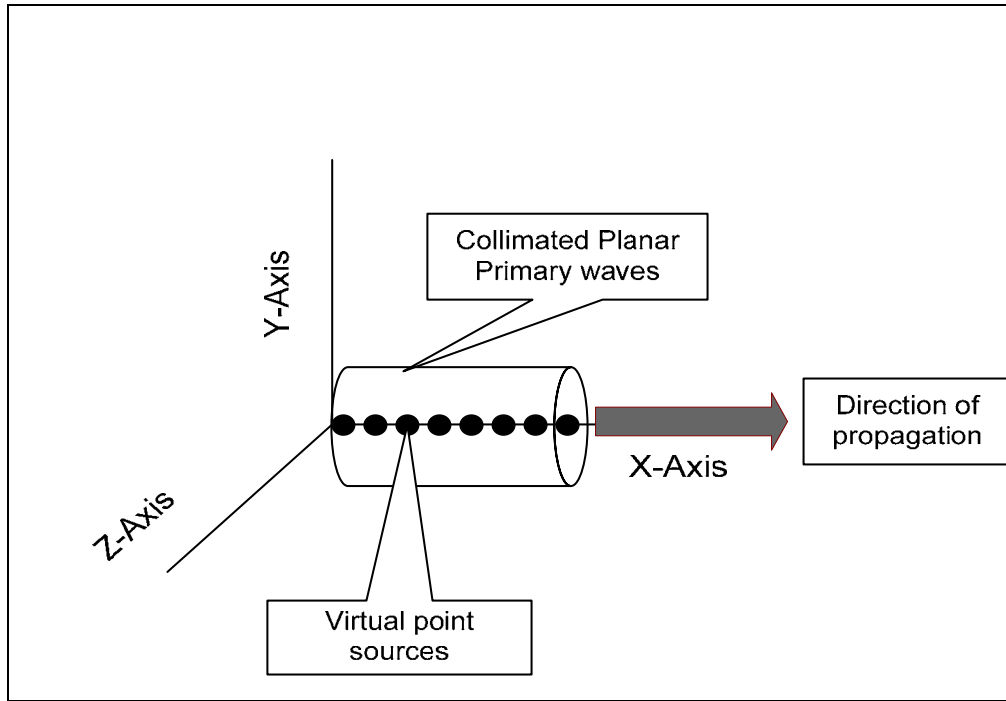 Collimated Planar
Primary waves
Y-Axis
Direction of
propagation
X-Axis
Z-Axis
Virtual point
sources